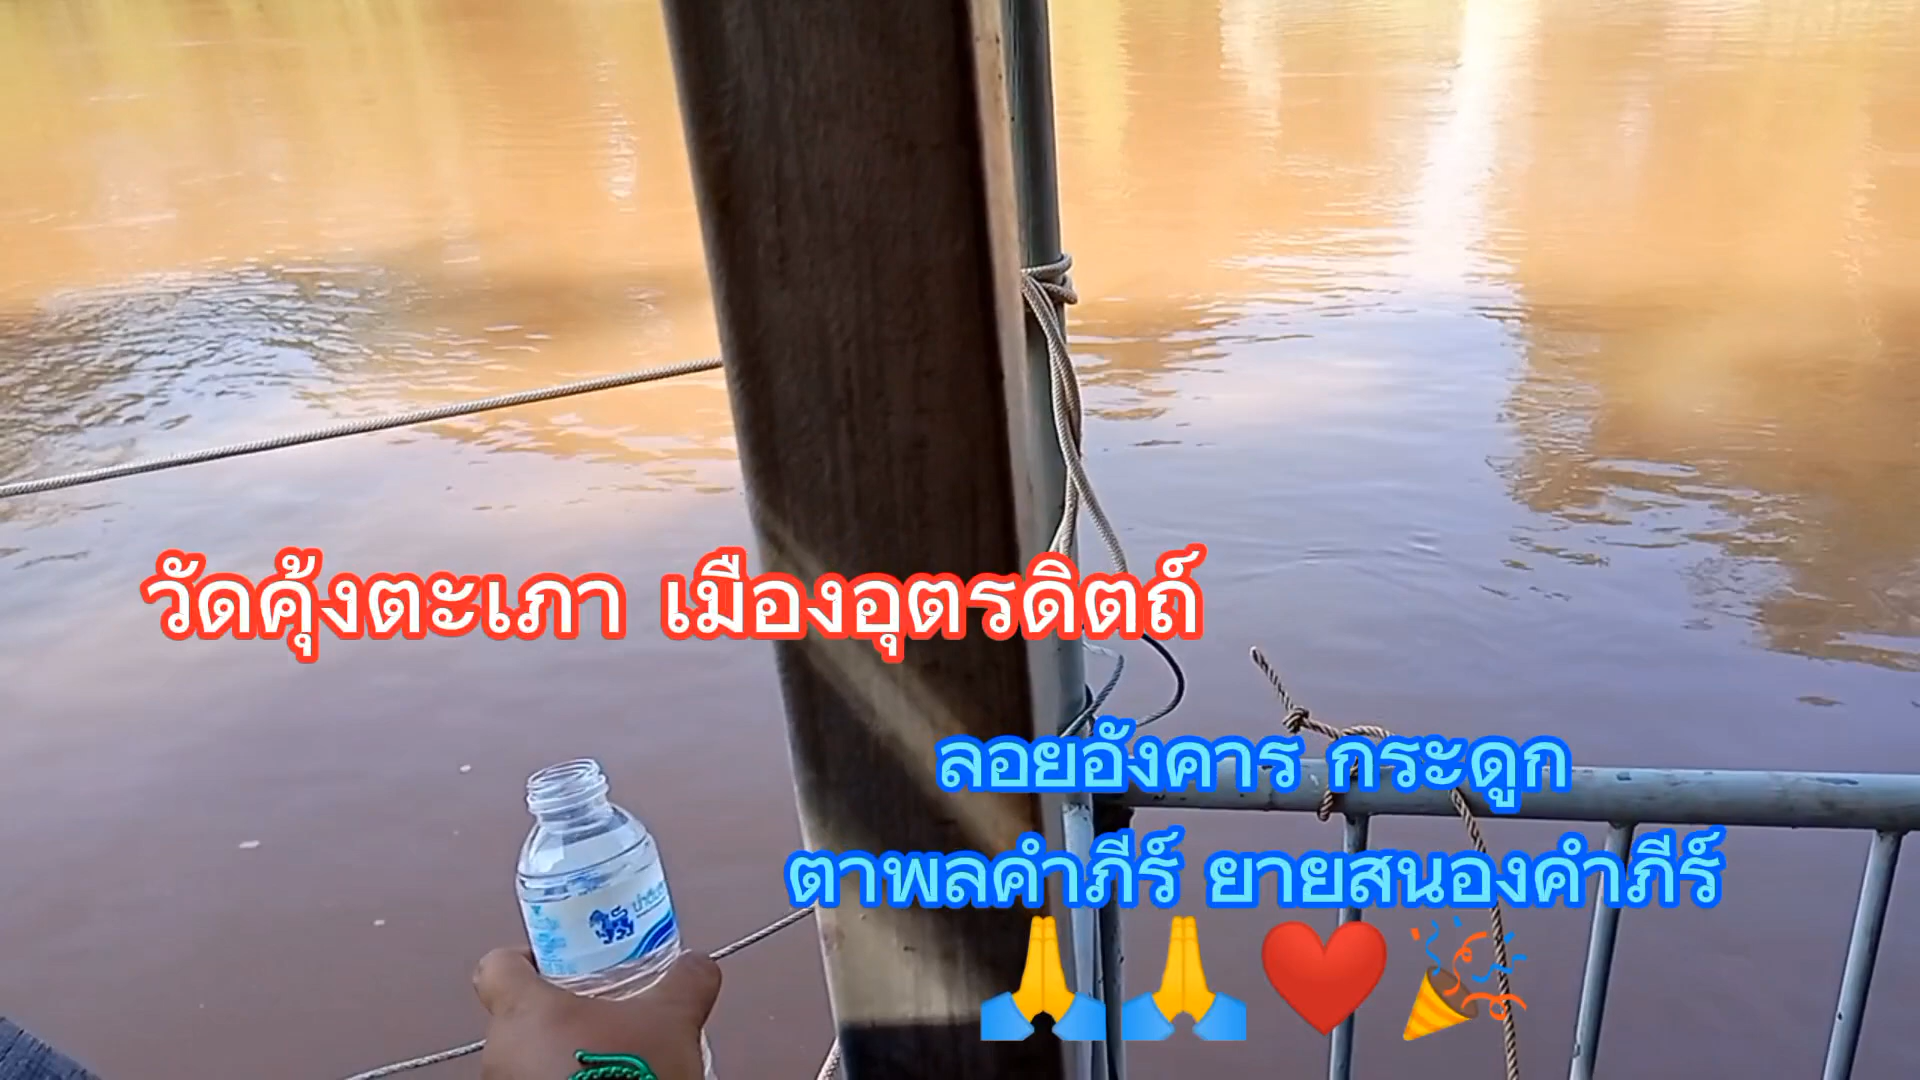 วัดคุ้งตะเภา เมืองอุตรดิตถ์
ลอยอังคาร กระดูก
ตาพลคำภีร์ ยายสนองคำภีร์
🙏🙏❤️🎉